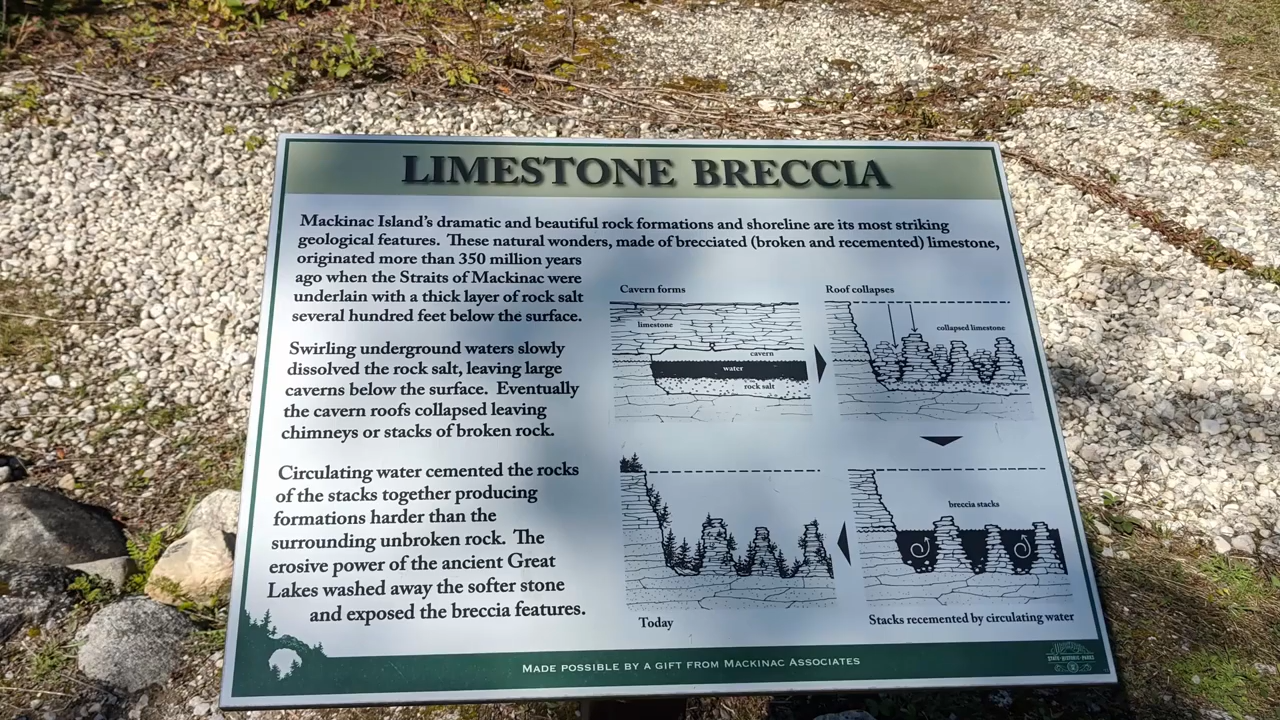 LIMESTONE BRECCIA
Mackinac Island's dramatic and beautiful rock formations and shoreline are its most striking
geological features. These natural wonders, made of brecciated (broken and recemented) limestone,
originated more than 350 million years
ago when the Straits of Mackinac were
underlain with a thick layer of rock salt
several hundred feet below the surface.
Swirling underground waters slowly
dissolved the rock salt, leaving large
caverns below the surface. Eventually
the cavern roofs collapsed leaving
chimneys or stacks of broken rock.
Circulating water cemented the rocks
of the stacks together producing
formations harder than the
surrounding unbroken rock. The
erosive power of the ancient Great
Lakes washed away the softer stone
and exposed the breccia features.
Cavern forms
limestone
cavern
water
rock salt
Roof collapses
collapsed limestone
breccia stacks
Stacks recemented by circulating water
Today
MADE POSSIBLE BY A GIFT FROM MACKINAC ASSOCIATES
STATE HISTORIC PARKS